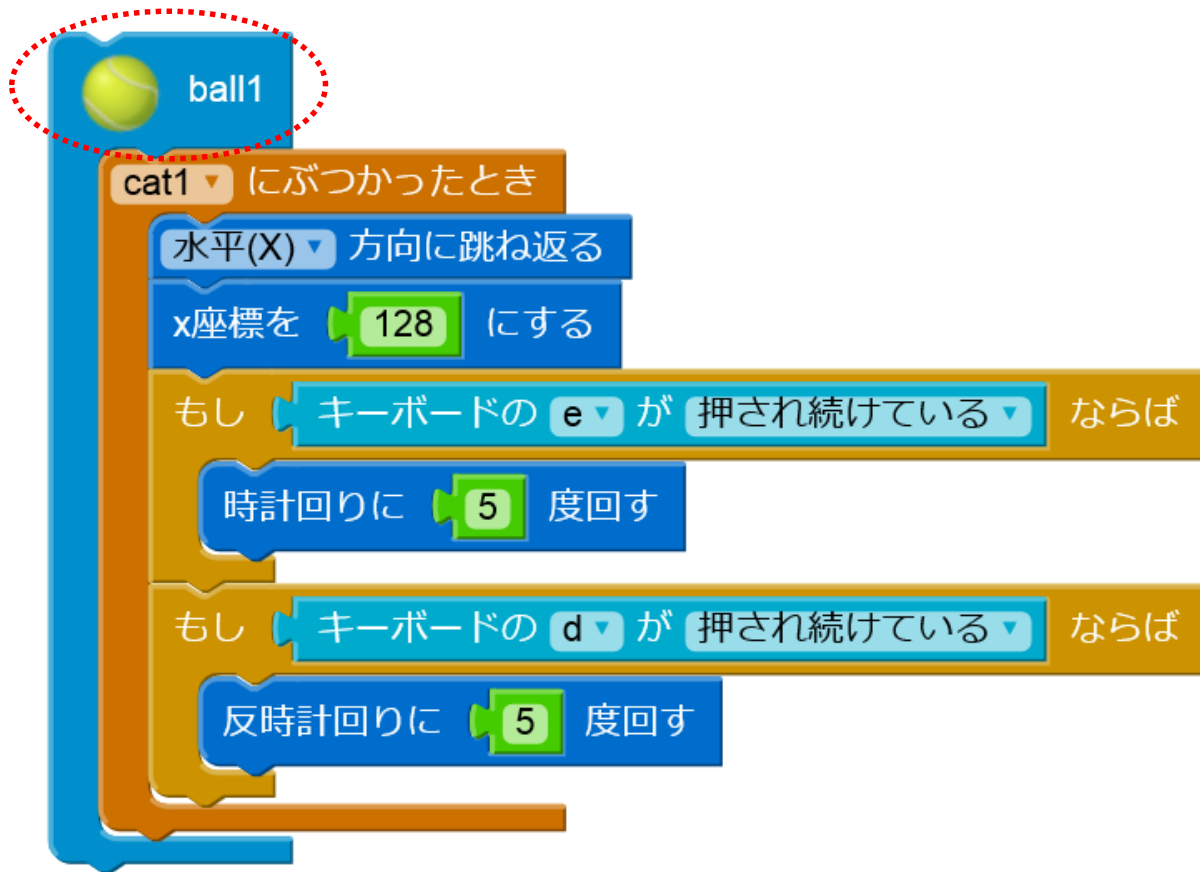 ball1
cat1 にぶつかったとき
水平(X) 方向に跳ね返る
x座標を 128 にする
もし キーボードの e が 押され続けている ならば
時計回りに 5 度回す
もし キーボードの d が 押され続けている ならば
反時計回りに 5 度回す